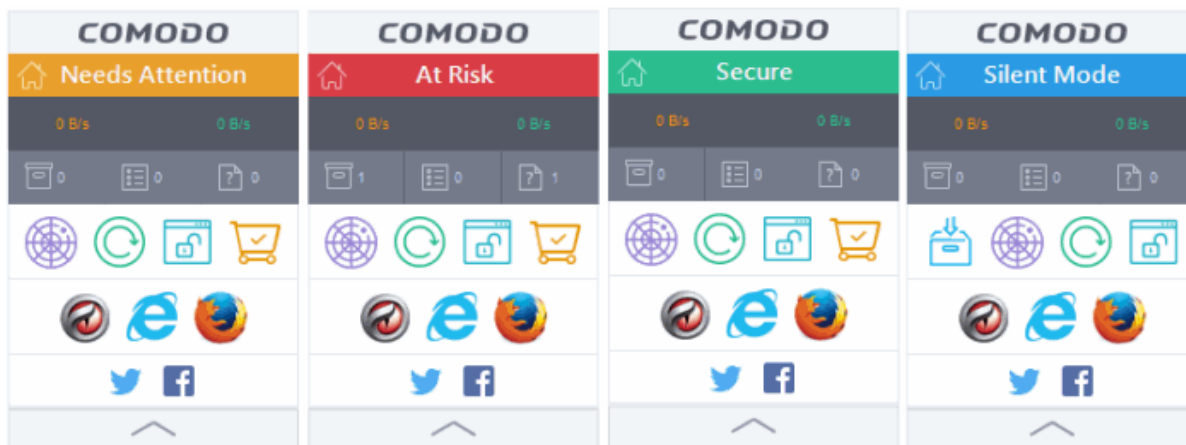 COMODO COMODO COMODO COMODO
Needs Attention At Risk Secure Silent Mode
0 B/s 0 B/s 0 B/s 0 B/s 0 B/s 0 B/s 0 B/s 0 B/s
0 0 ? 0 1 0 ? 1 0 0 ? 0 0 0 ? 0